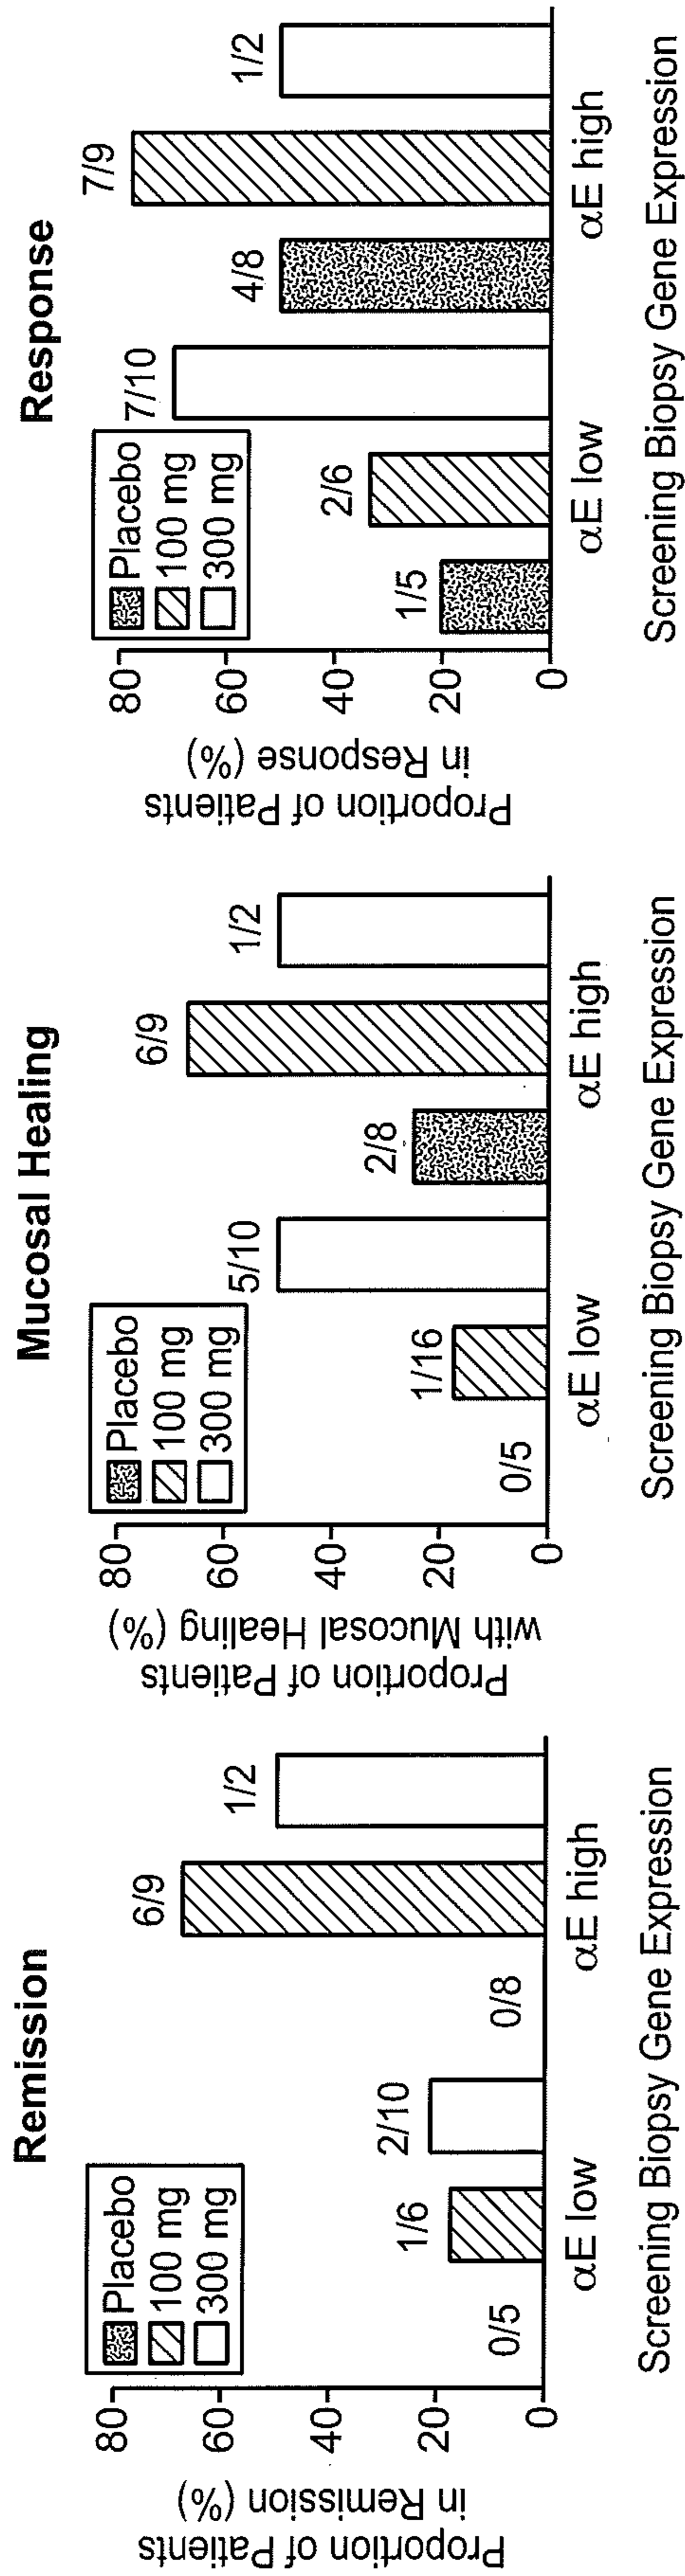 Remission
Placebo
100 mg
300 mg
Proportion of Patients
in Remission (%)
80
60
40
20
0
0/5
1/6
2/10
0/8
6/9
1/2
αE low
αE high
Screening Biopsy Gene Expression
Mucosal Healing
Placebo
100 mg
300 mg
Proportion of Patients
with Mucosal Healing (%)
80
60
40
20
0
0/5
1/16
5/10
2/8
6/9
1/2
αE low
αE high
Screening Biopsy Gene Expression
Response
Placebo
100 mg
300 mg
Proportion of Patients
in Response (%)
80
60
40
20
0
1/5
2/6
7/10
4/8
7/9
1/2
αE low
αE high
Screening Biopsy Gene Expression